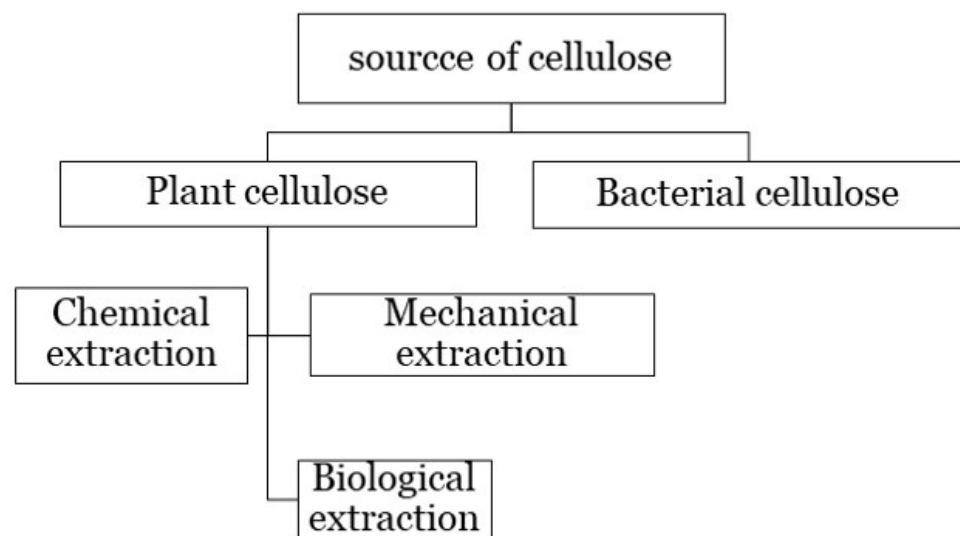 sourcce of cellulose
Plant cellulose
Bacterial cellulose
Chemical
extraction
Mechanical
extraction
Biological
extraction